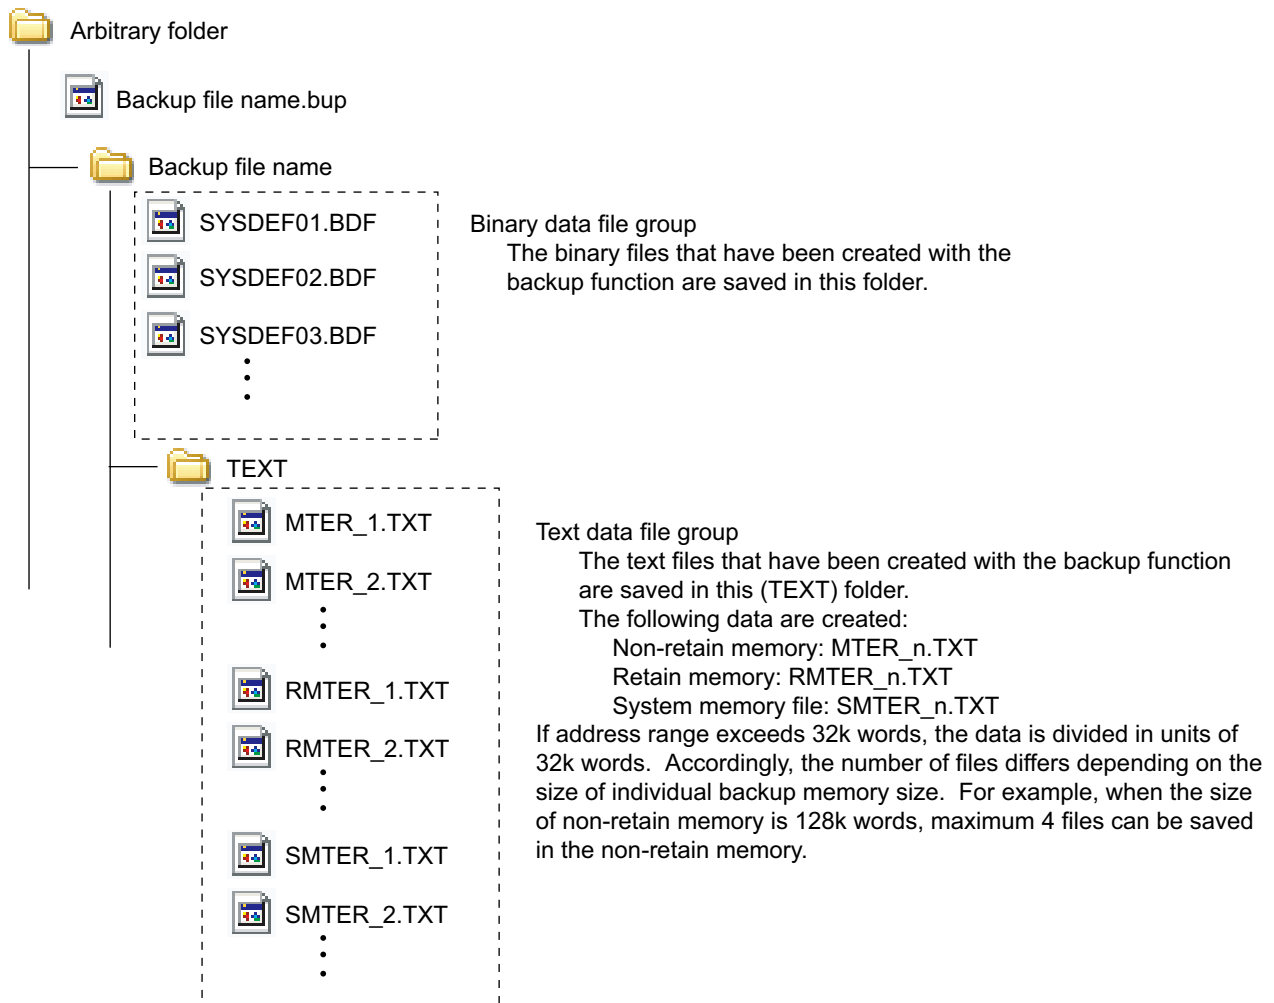 Arbitrary folder
Backup file name.bup
Backup file name
SYSDEF01.BDF
SYSDEF02.BDF
SYSDEF03.BDF
Binary data file group
The binary files that have been created with the
backup function are saved in this folder.
TEXT
MTER_1.TXT
MTER_2.TXT
RMTER_1.TXT
RMTER_2.TXT
SMTER_1.TXT
SMTER_2.TXT
Text data file group
The text files that have been created with the backup function
are saved in this (TEXT) folder.
The following data are created:
Non-retain memory: MTER_n.TXT
Retain memory: RMTER_n.TXT
System memory file: SMTER_n.TXT
If address range exceeds 32k words, the data is divided in units of
32k words.  Accordingly, the number of files differs depending on the
size of individual backup memory size.  For example, when the size
of non-retain memory is 128k words, maximum 4 files can be saved
in the non-retain memory.